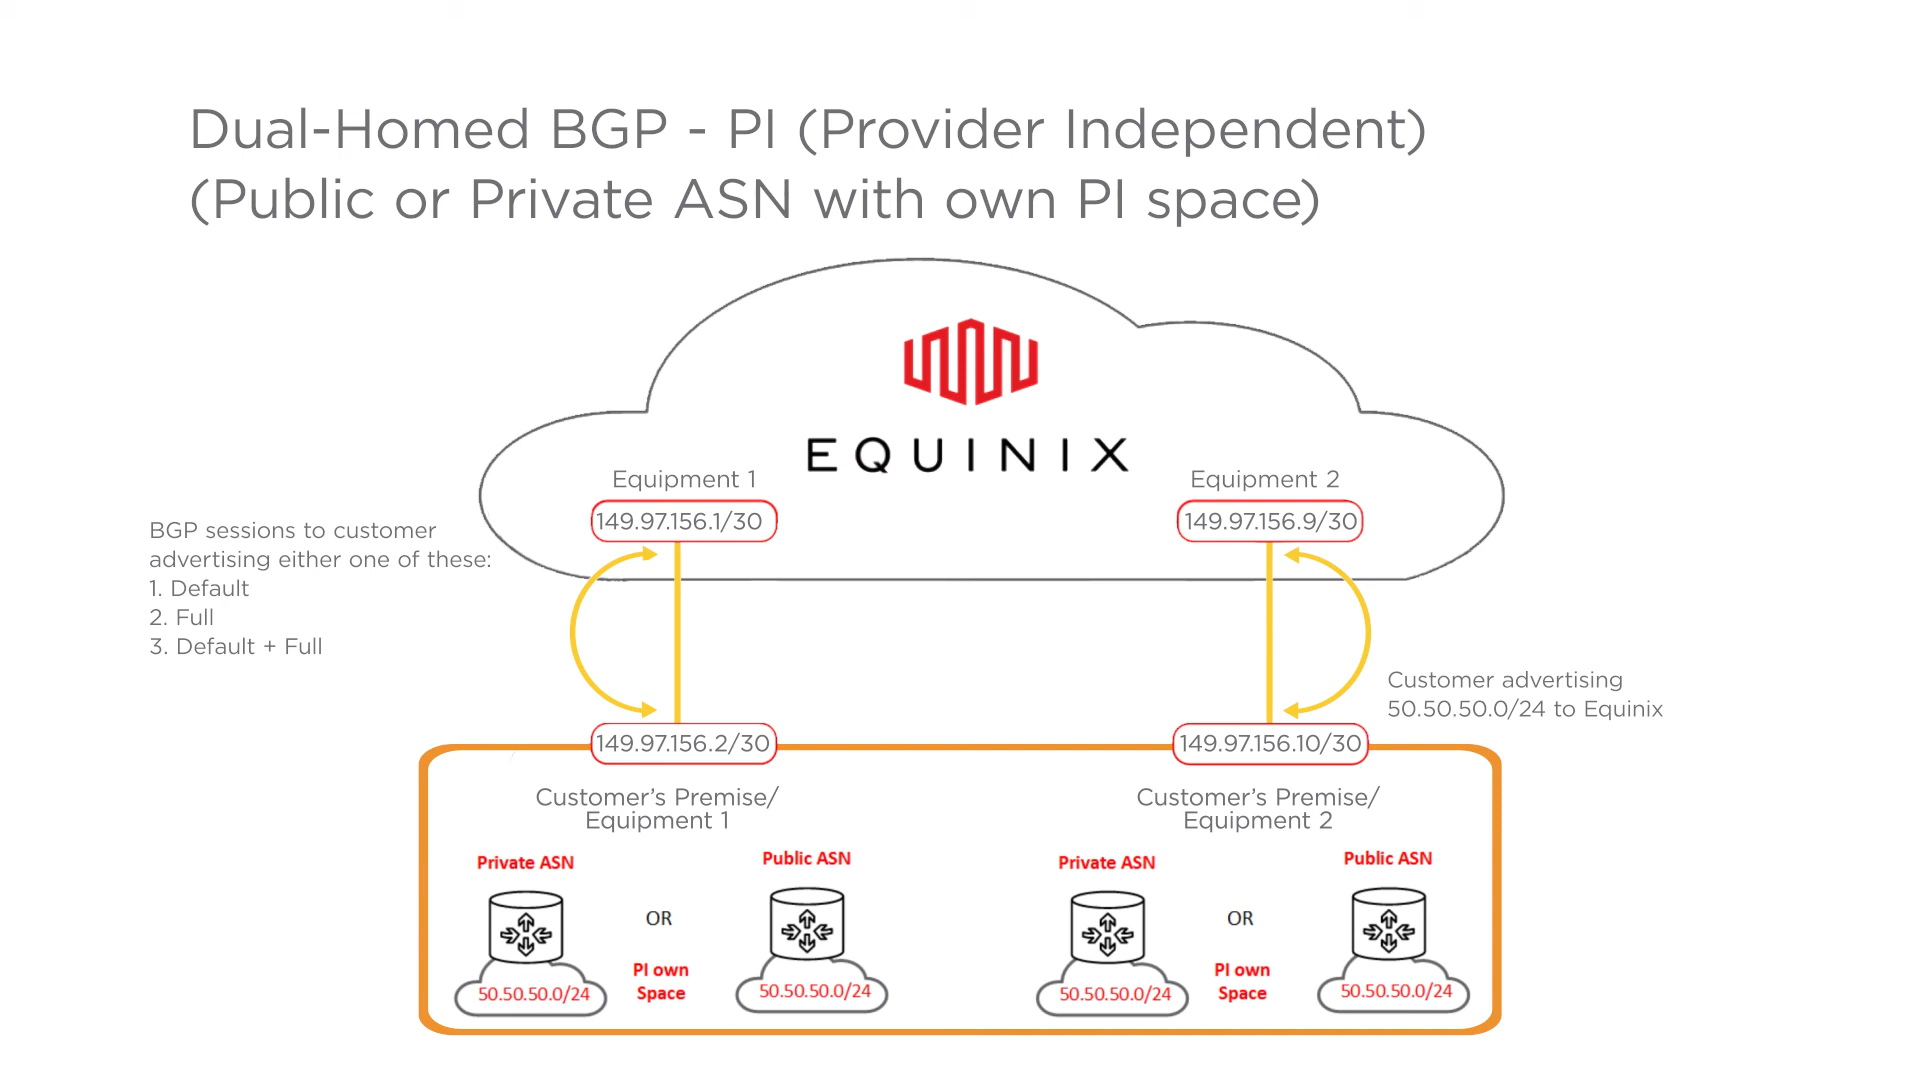 Dual-Homed BGP - PI (Provider Independent)
(Public or Private ASN with own PI space)
EQUINIX
Equipment 1
149.97.156.1/30
Equipment 2
149.97.156.9/30
BGP sessions to customer
advertising either one of these:
1. Default
2. Full
3. Default + Full
Customer advertising
50.50.50.0/24 to Equinix
149.97.156.2/30
149.97.156.10/30
Customer’s Premise/
Equipment 1
Customer’s Premise/
Equipment 2
Private ASN
OR
Public ASN
PI own
Space
50.50.50.0/24
50.50.50.0/24
Private ASN
OR
Public ASN
PI own
Space
50.50.50.0/24
50.50.50.0/24